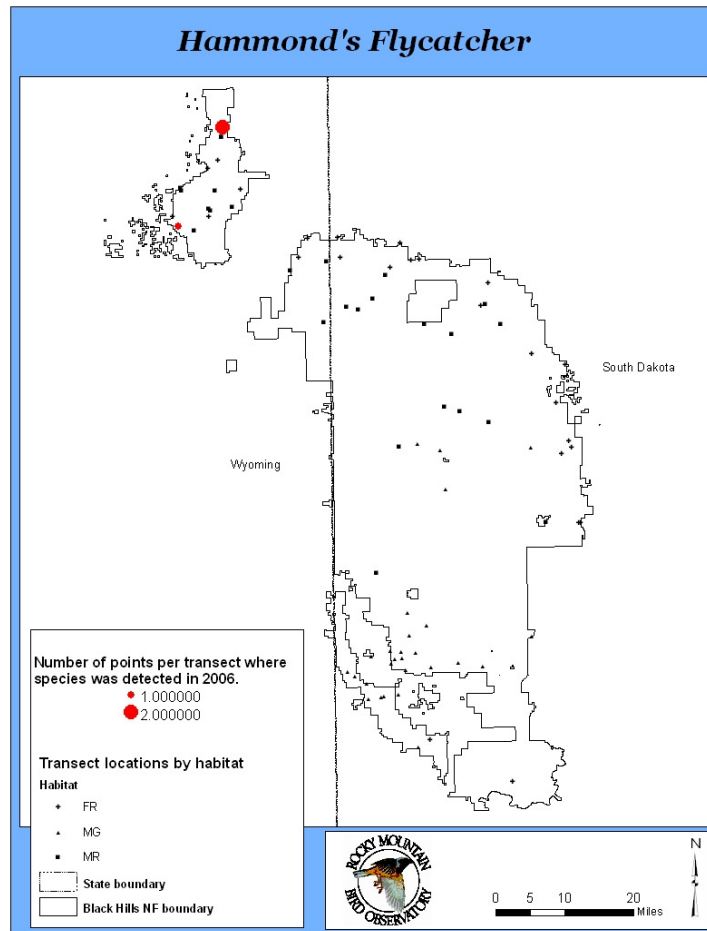 Hammond's Flycatcher
South Dakota
Wyoming
Number of points per transect where
species was detected in 2006.
1.000000
2.000000
Transect locations by habitat
Habitat
FR
MG
MR
State boundary
Black Hills NF boundary
ROCKY MOUNTAIN
BIRD OBSERVATORY
N
0 5 10 20
Miles